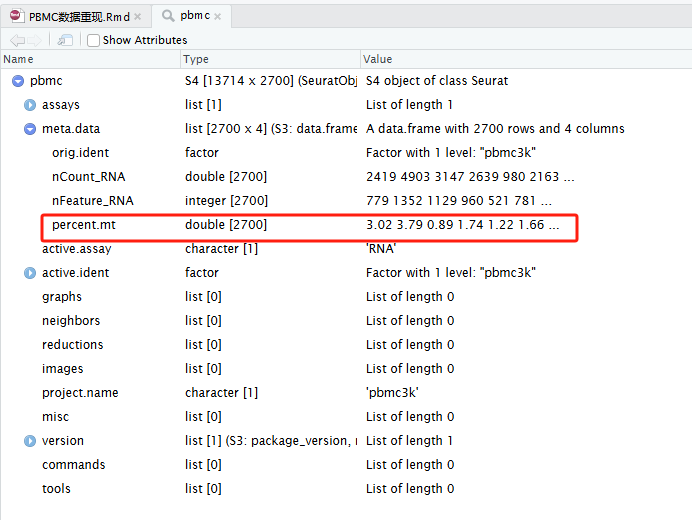 PBMC数据重现.Rmd × pbmc ×
Show Attributes
Name Type Value
pbmc S4 [13714 x 2700] (SeuratObj S4 object of class Seurat
assays list [1] List of length 1
meta.data list [2700 x 4] (S3: data.frame A data.frame with 2700 rows and 4 columns
orig.ident factor Factor with 1 level: "pbmc3k"
nCount_RNA double [2700] 2419 4903 3147 2639 980 2163 ...
nFeature_RNA integer [2700] 779 1352 1129 960 521 781 ...
percent.mt double [2700] 3.02 3.79 0.89 1.74 1.22 1.66 ...
active.assay character [1] 'RNA'
active.ident factor Factor with 1 level: "pbmc3k"
graphs list [0] List of length 0
neighbors list [0] List of length 0
reductions list [0] List of length 0
images list [0] List of length 0
project.name character [1] 'pbmc3k'
misc list [0] List of length 0
version list [1] (S3: package_version, List of length 1
commands list [0] List of length 0
tools list [0] List of length 0